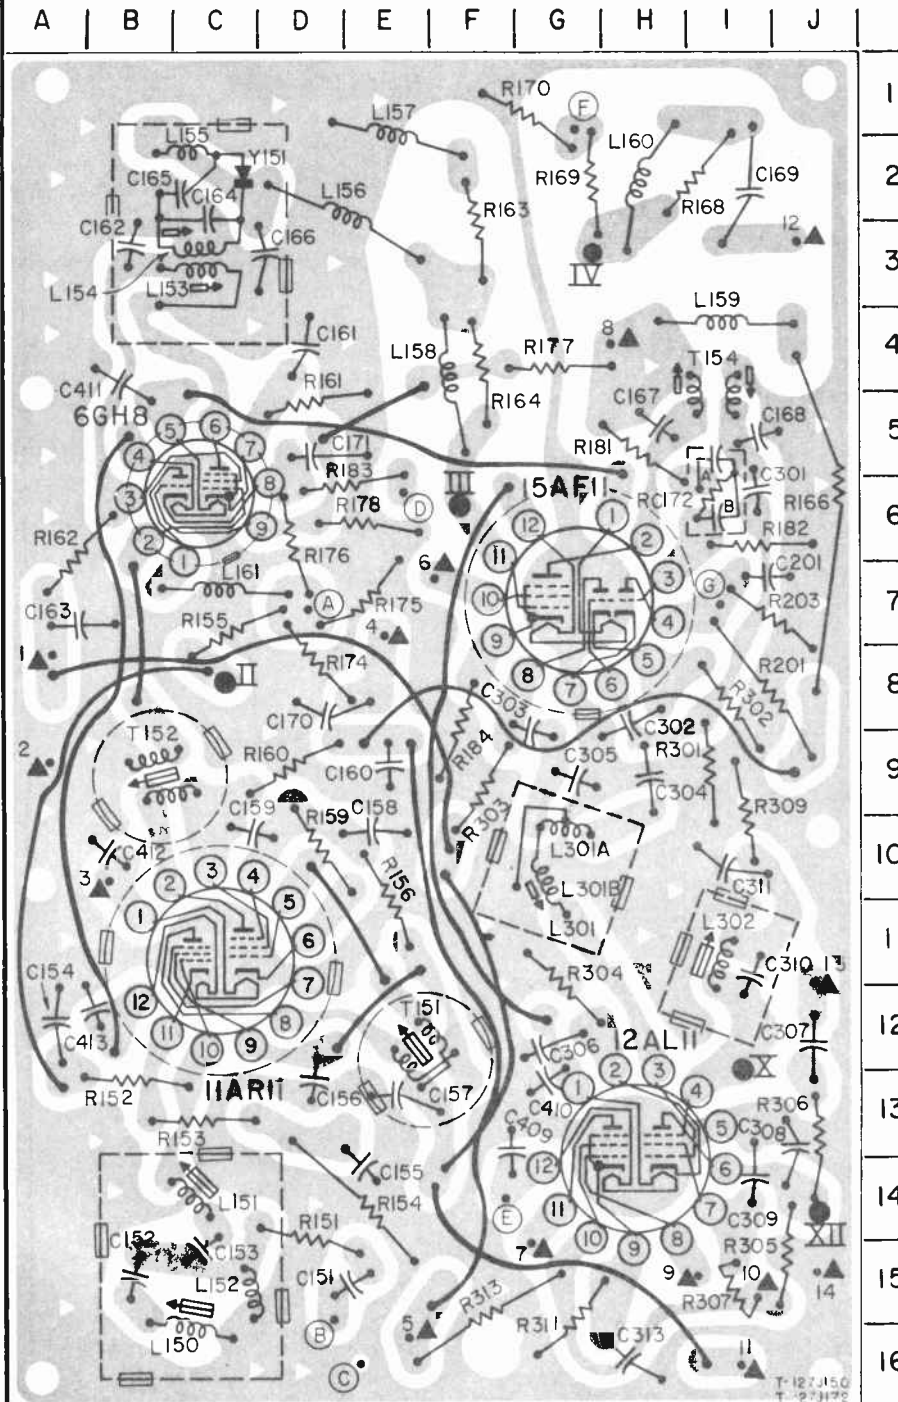 A B C D E F G H I J
R170 1
L157 F
L155 L160
Y151 2
C165 C164 L156 R169 C169
R163 R168
C162 C166 12
3
L154 L153 IV
L159
C161 8
L158 R177 4
T154
C411 R161 R164 C167
6GH8 C168
5 6 7 C171 R181 5
4 R183 III 15AF11 C301
3 8 R178 D 12 1 RC172 A R166
B 6
2 9 2 R182
R162 1 R176 6 11 C201
L161 3
C163 A R175 10 G 7
R155 4 9 4 R203
1 R174 5
II 8 7 6 R201
C303 R302 8
C170 C302
T152 R184 R301
2 R160 C160 C305 9
C304
R303 R309
C159 R159 C158
C412 L301A 10
3 2 3 4 R156 C311
1 5 L301B
L301 L302
6 11
C154 7 R304 C310 13
12 8 T151
11 10 9 C307 12
C413 C306 12AL11
R152 11AR11 C156 C157 1 2 3 4 X
C410 R306 13
R153 C409 5 C308
C155 12 6
L151 R154 11 7 14
E C309
C152 C153 R151 10 9 8 R305 XII
7
L152 C151 9 10 15
R313 R307 14
L150 B 5 R311 C313
C 11 16
T-127J150